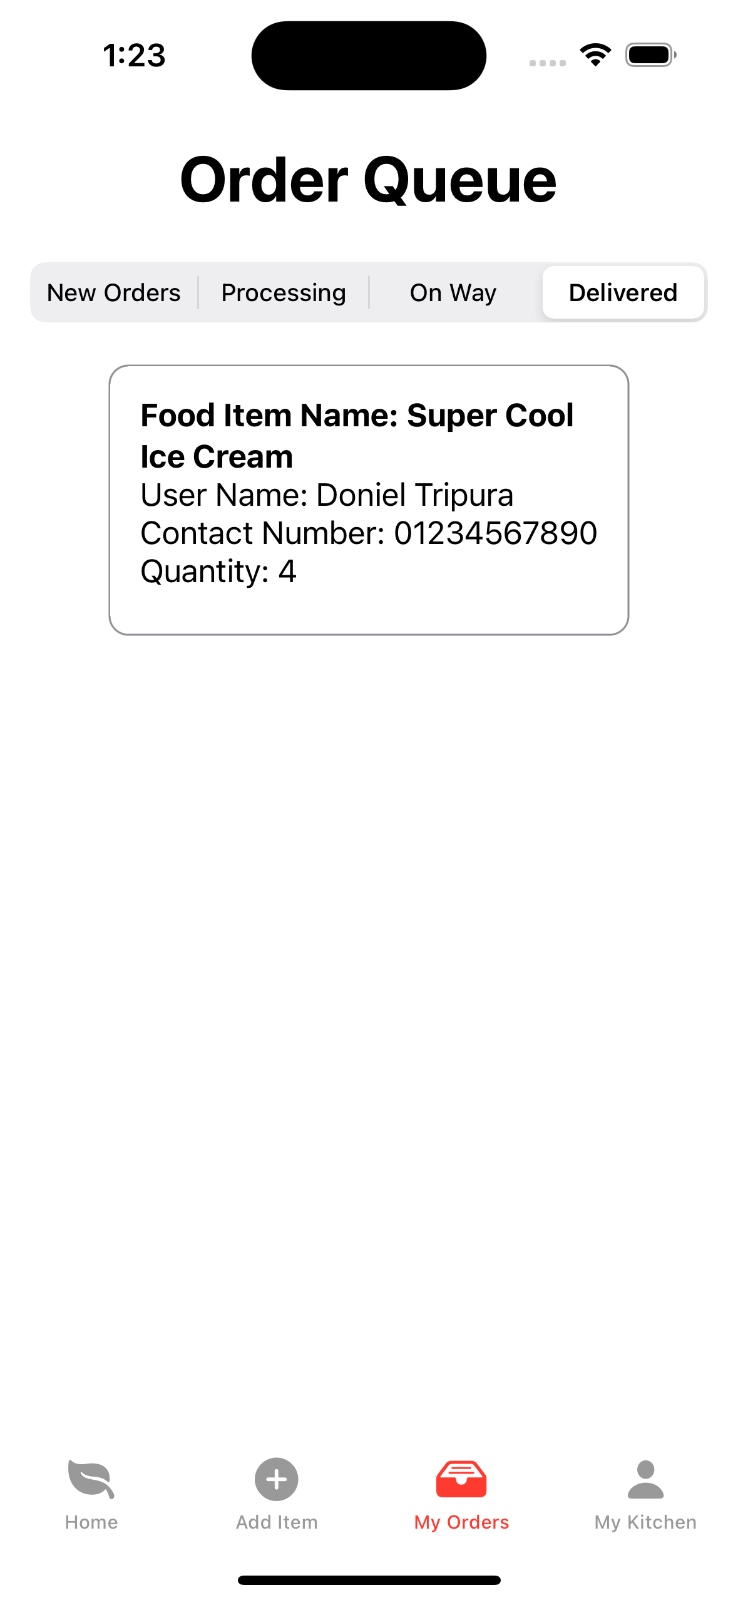 1:23
Order Queue
New Orders
Processing
On Way
Delivered
Food Item Name: Super Cool
Ice Cream
User Name: Doniel Tripura
Contact Number: 01234567890
Quantity: 4
Home
Add Item
My Orders
My Kitchen